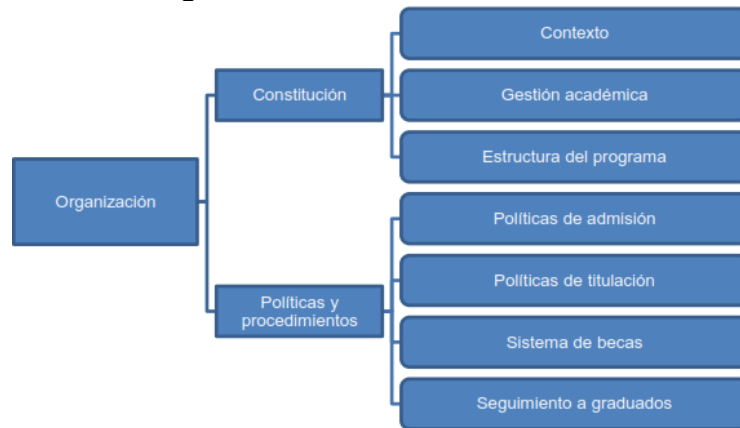 Organización
Constitución
Contexto
Gestión académica
Estructura del programa
Políticas y
procedimientos
Políticas de admisión
Políticas de titulación
Sistema de becas
Seguimiento a graduados